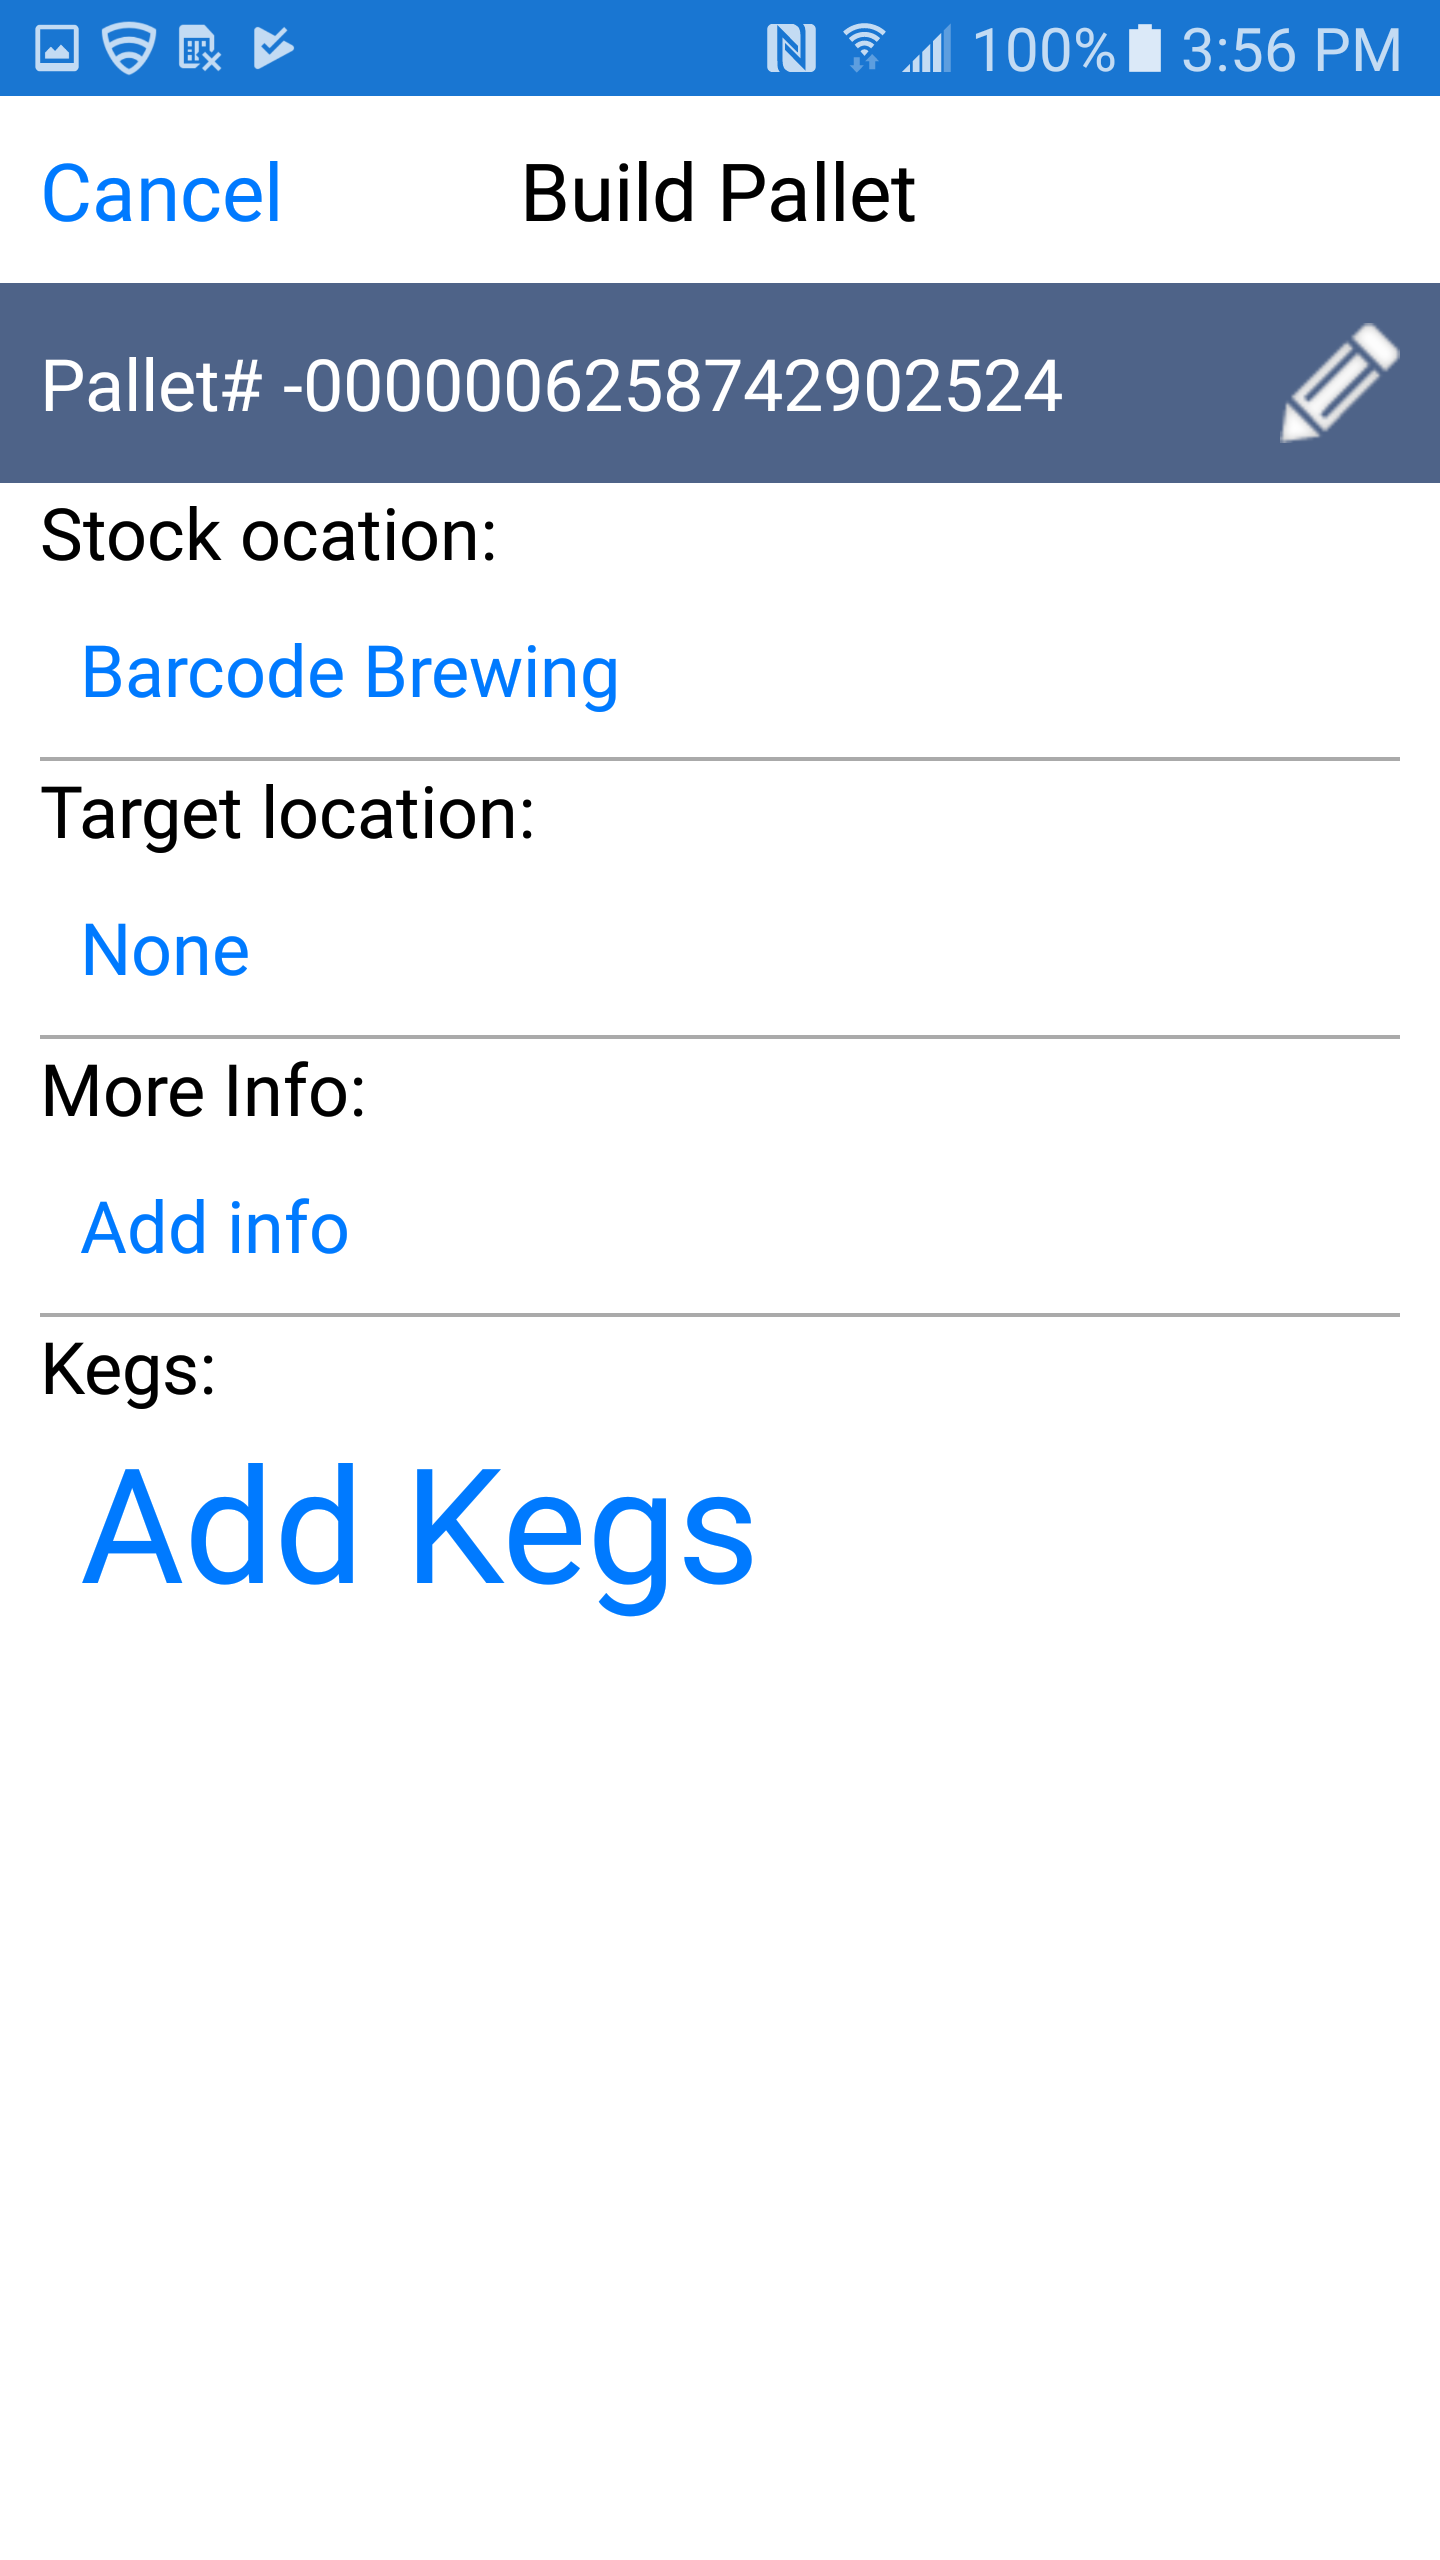 100% 3:56 PM
Cancel Build Pallet
Pallet# -0000006258742902524
Stock ocation:
Barcode Brewing
Target location:
None
More Info:
Add info
Kegs:
Add Kegs